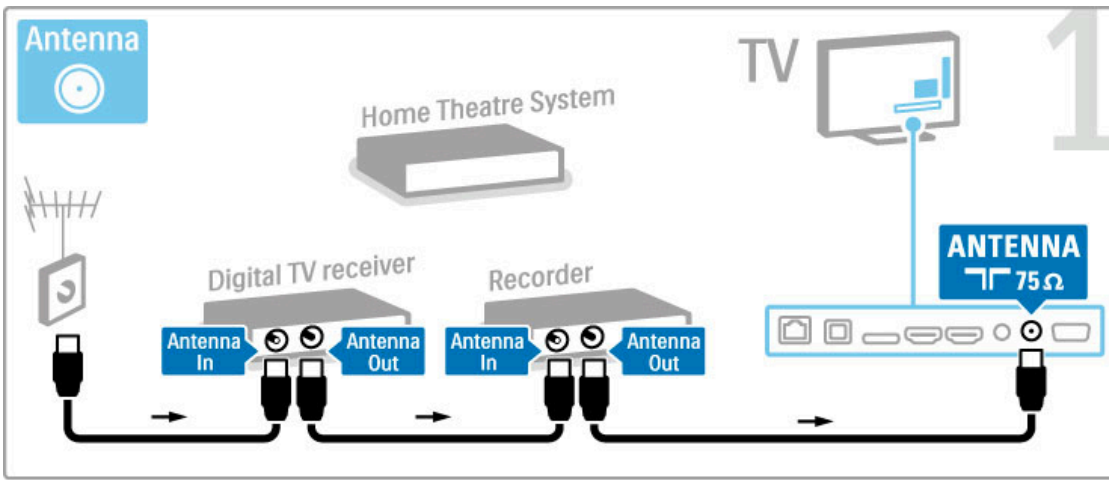 Antenna
TV
1
Home Theatre System
Digital TV receiver
Recorder
ANTENNA
75 Ω
Antenna
In
Antenna
Out
Antenna
In
Antenna
Out